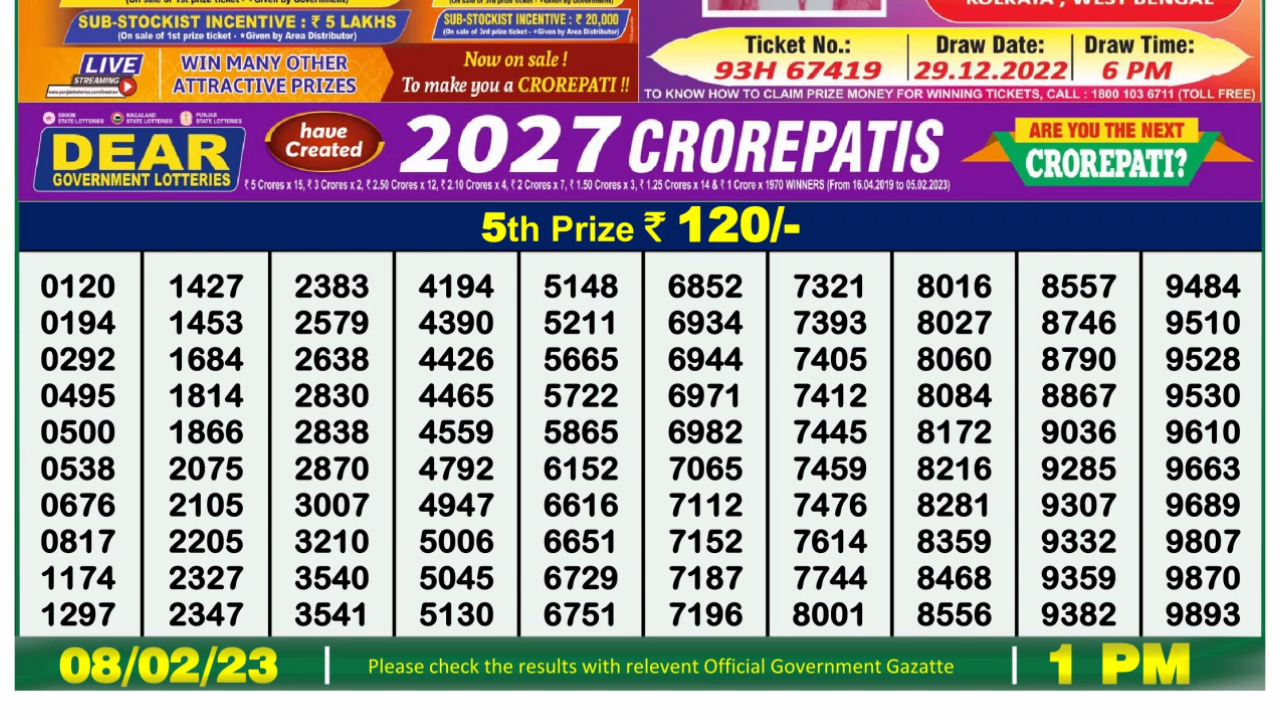 (On sale of 1st prize ticket - *Given by Government)
SUB-STOCKIST INCENTIVE : ₹ 5 LAKHS
(On sale of 1st prize ticket - *Given by Area Distributor)
SUB-STOCKIST INCENTIVE : ₹ 20,000
(On sale of 3rd prize ticket - *Given by Area Distributor)
LIVE
STREAMING
WIN MANY OTHER
ATTRACTIVE PRIZES
Now on sale !
To make you a CROREPATI !!
KOLKATA , WEST BENGAL
Ticket No.:
93H 67419
Draw Date:
29.12.2022
Draw Time:
6 PM
TO KNOW HOW TO CLAIM PRIZE MONEY FOR WINNING TICKETS, CALL : 1800 103 6711 (TOLL FREE)
SIKKIM STATE LOTTERIES NAGALAND STATE LOTTERIES PUNJAB STATE LOTTERIES
DEAR
GOVERNMENT LOTTERIES
have
Created
2027 CROREPATIS
₹ 5 Crores x 15, ₹ 3 Crores x 2, ₹ 2.50 Crores x 12, ₹ 2.10 Crores x 4, ₹ 2 Crores x 7, ₹ 1.50 Crores x 3, ₹ 1.25 Crores x 14 & ₹ 1 Crore x 1970 WINNERS (From 16.04.2019 to 05.02.2023)
ARE YOU THE NEXT
CROREPATI?
5th Prize ₹ 120/-
0120 1427 2383 4194 5148 6852 7321 8016 8557 9484
0194 1453 2579 4390 5211 6934 7393 8027 8746 9510
0292 1684 2638 4426 5665 6944 7405 8060 8790 9528
0495 1814 2830 4465 5722 6971 7412 8084 8867 9530
0500 1866 2838 4559 5865 6982 7445 8172 9036 9610
0538 2075 2870 4792 6152 7065 7459 8216 9285 9663
0676 2105 3007 4947 6616 7112 7476 8281 9307 9689
0817 2205 3210 5006 6651 7152 7614 8359 9332 9807
1174 2327 3540 5045 6729 7187 7744 8468 9359 9870
1297 2347 3541 5130 6751 7196 8001 8556 9382 9893
08/02/23
Please check the results with relevent Official Government Gazatte
1 PM